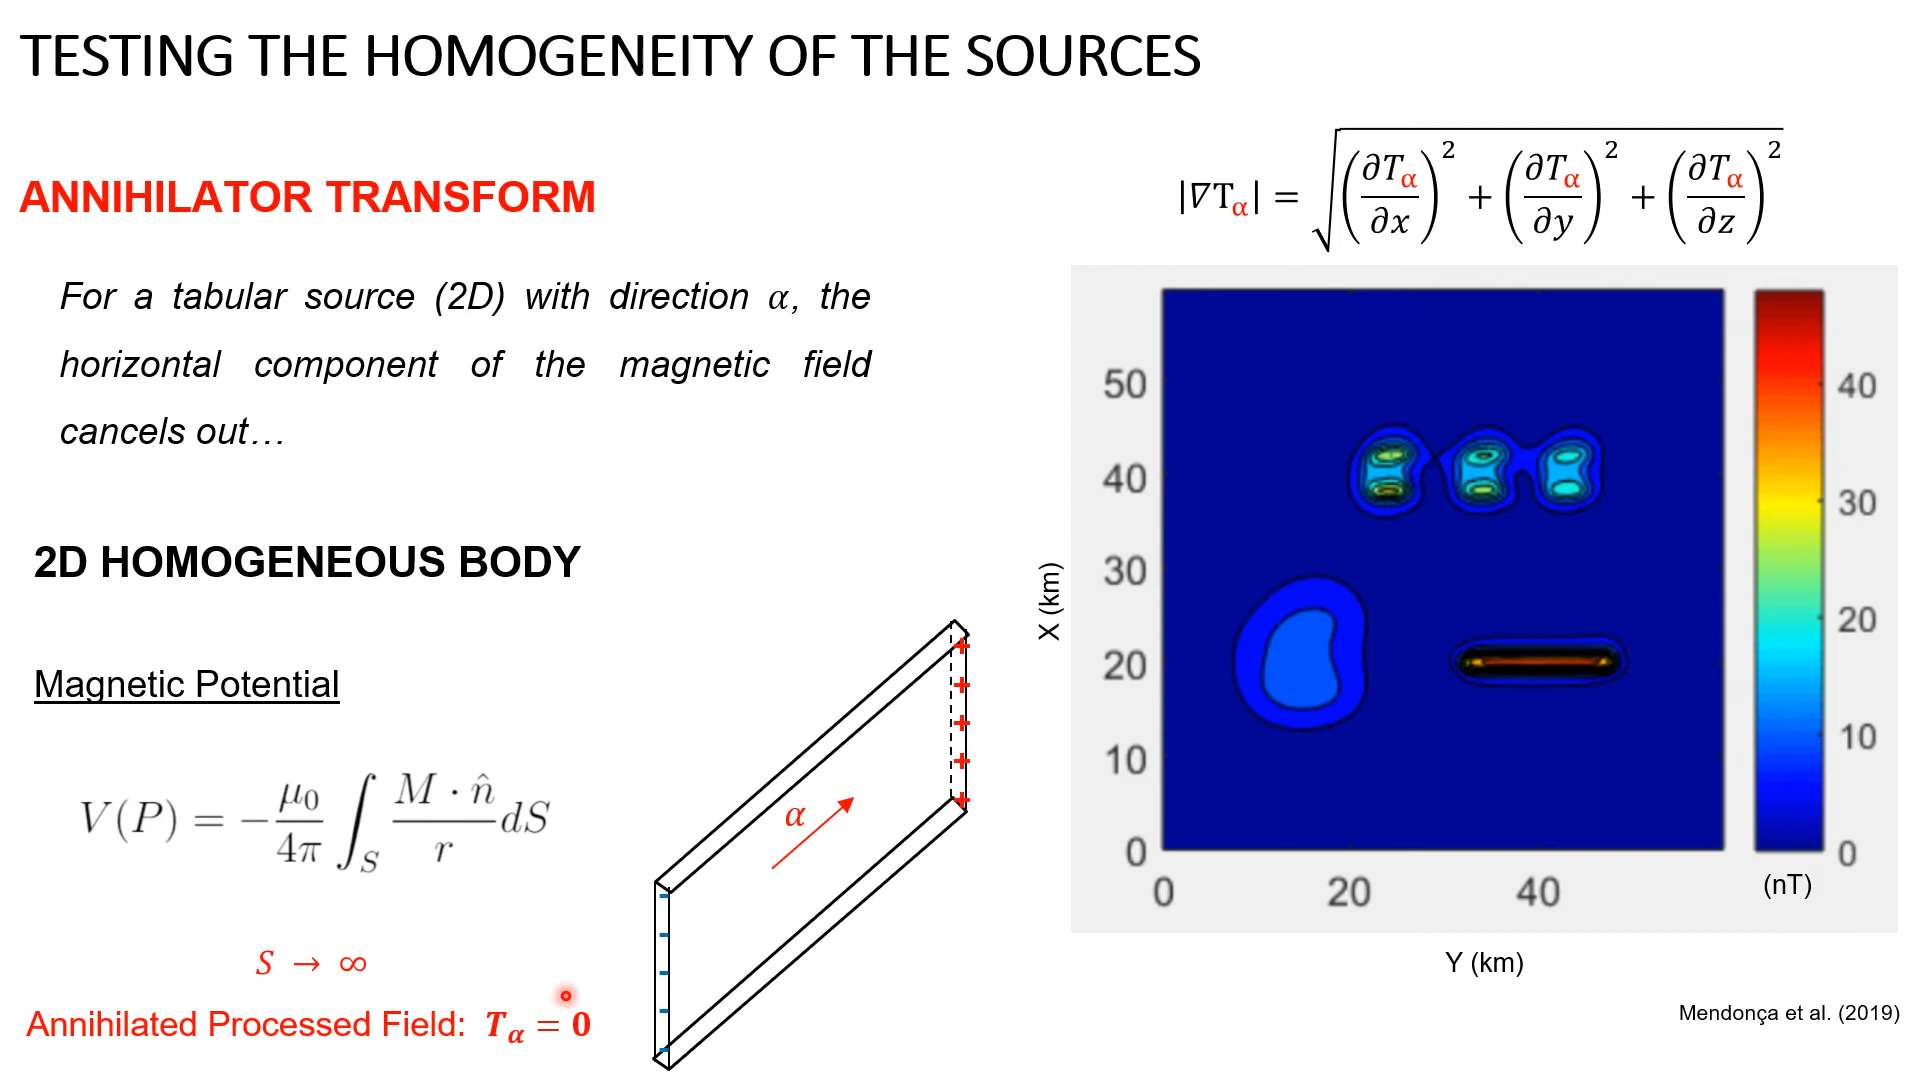 TESTING THE HOMOGENEITY OF THE SOURCES
ANNIHILATOR TRANSFORM
For a tabular source (2D) with direction α, the
horizontal component of the magnetic field
cancels out…
2D HOMOGENEOUS BODY
Magnetic Potential
V(P) = −μ₀/4π ∫_S (M · n̂)/r dS
S → ∞
Annihilated Processed Field: Tα = 0
α
+
+
+
+
+
-
-
-
-
-
|∇Tα| = √((∂Tα/∂x)² + (∂Tα/∂y)² + (∂Tα/∂z)²)
50
40
30
20
10
0
X (km)
0 20 40
Y (km)
40
30
20
10
0
(nT)
Mendonça et al. (2019)